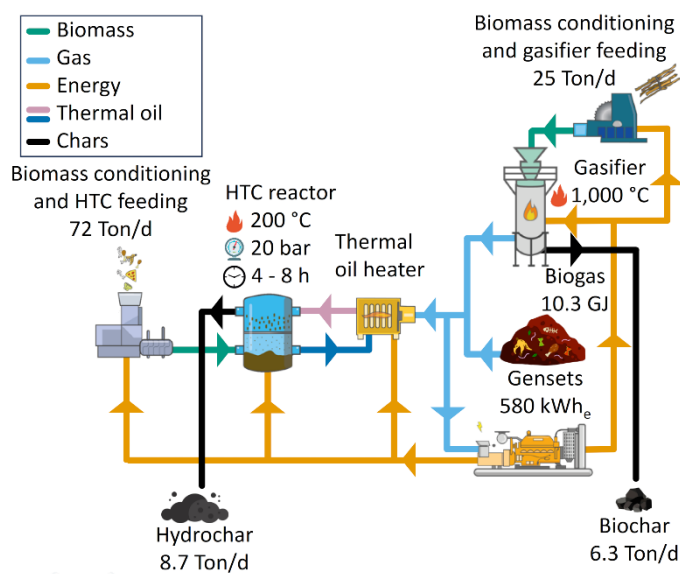 Biomass
Gas
Energy
Thermal oil
Chars
Biomass conditioning
and gasifier feeding
25 Ton/d
Biomass conditioning
and HTC feeding
72 Ton/d
HTC reactor
200 °C
20 bar
4 - 8 h
Thermal
oil heater
Gasifier
1,000 °C
Biogas
10.3 GJ
Gensets
580 kWhₑ
Hydrochar
8.7 Ton/d
Biochar
6.3 Ton/d